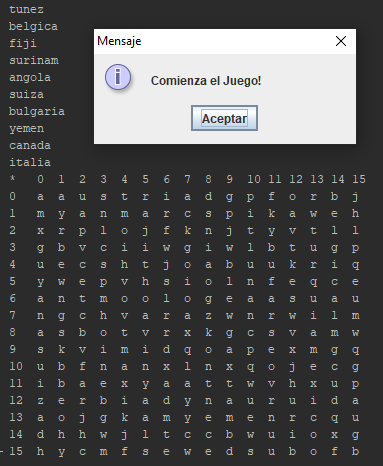 tunez
belgica
fiji
surinam
angola
suiza
bulgaria
yemen
canada
italia
Mensaje
Comienza el Juego!
Aceptar
* 0 1 2 3 4 5 6 7 8 9 10 11 12 13 14 15
0 a a u s t r i a d g p f o r b j
1 m y a n m a r c s p i k a w e h
2 x r p l o j f k n j t y v t l l
3 g b v c i i w g i w l b t u g p
4 u e c s h t j o a b u u k r i q
5 y w e p v h s i o l n f e q c e
6 a n t m o o l o g e a a s u a u
7 n g c h v a r a z w n r w i l m
8 a s b o t v r x k g c s v a m w
9 s k v i m i d q o a p e x m g q
10 u b f n a n x l n x q o j e c g
11 i b a e x y a a t t w v h x u p
12 z e r b i a d y n a u r u i d a
13 a o j g k a m y e m e n r c q u
14 d h h w j l t c c b w u i o x g
15 h y c m f s e w e d s u b o f b